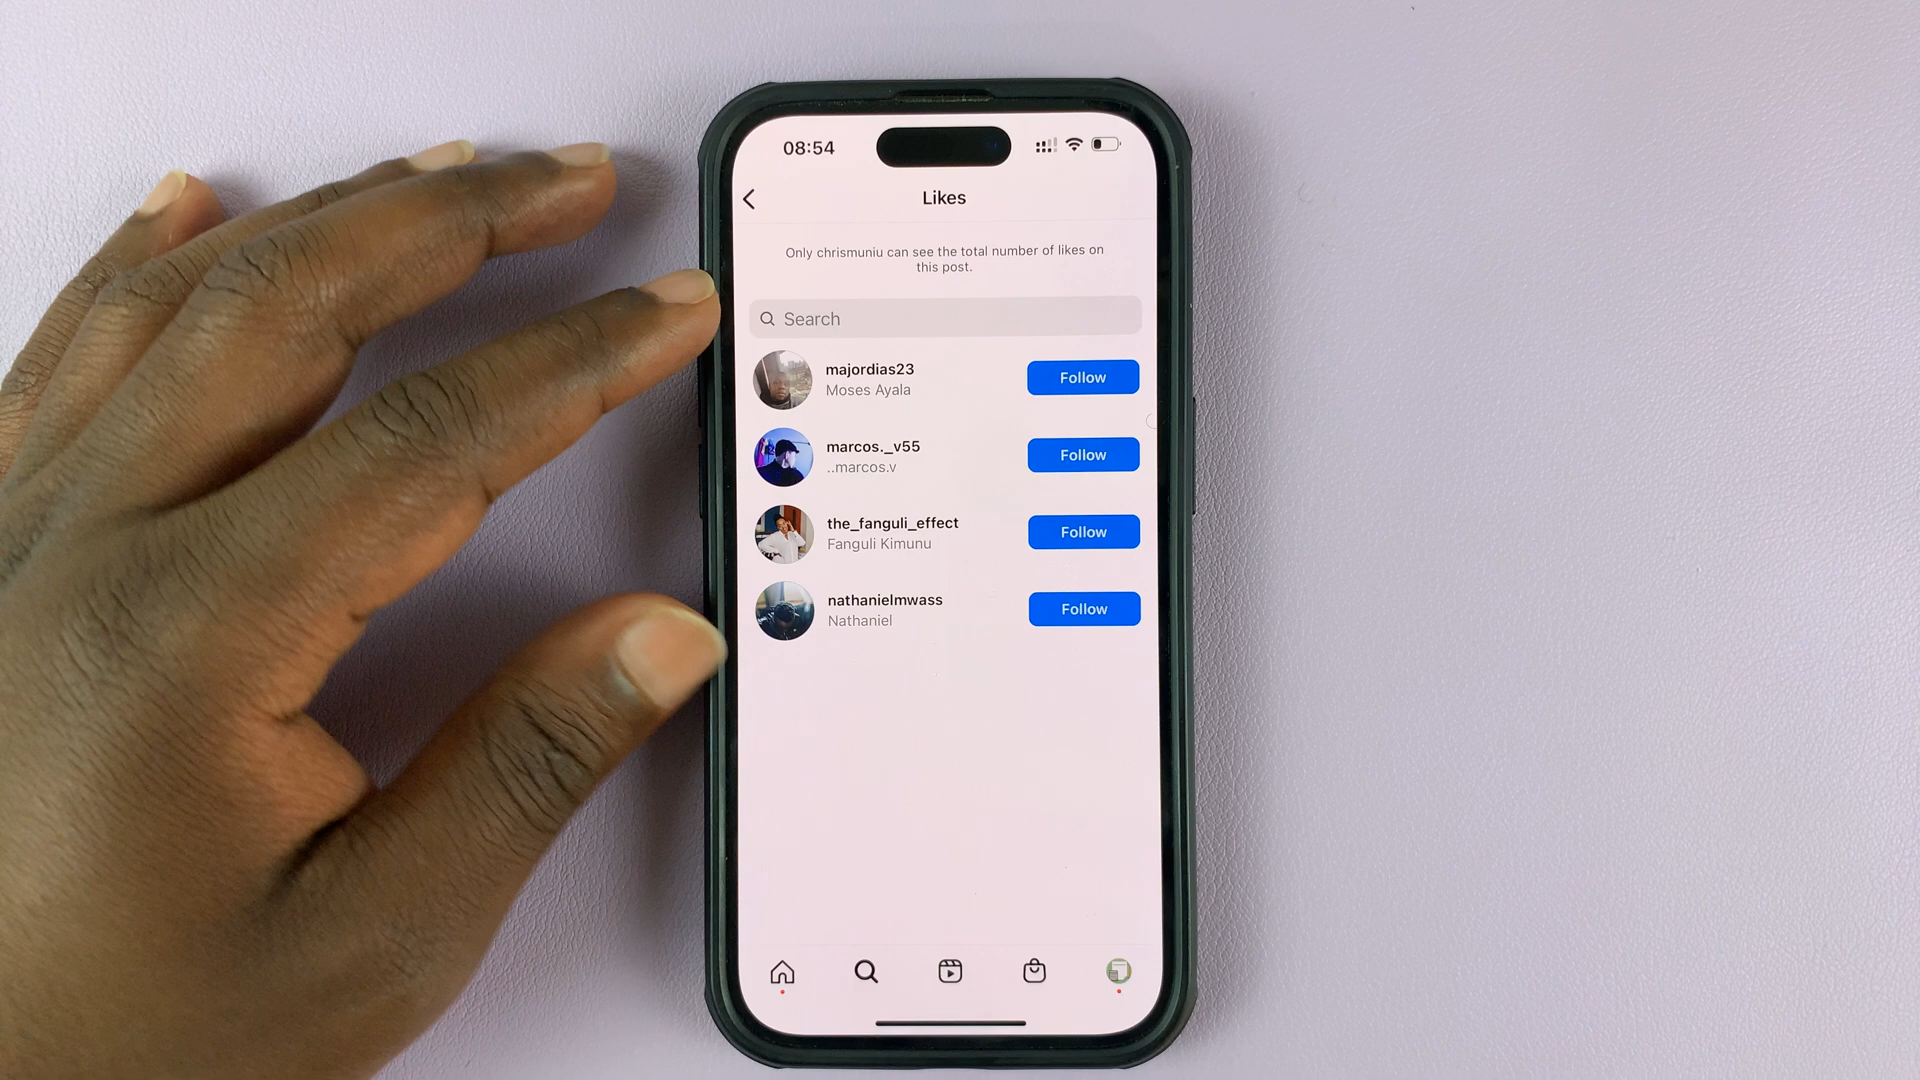 08:54
Likes
Only chrismuniu can see the total number of likes on
this post.
Search
majordias23
Moses Ayala
Follow
marcos._v55
..marcos.v
Follow
the_fanguli_effect
Fanguli Kimunu
Follow
nathanielmwass
Nathaniel
Follow